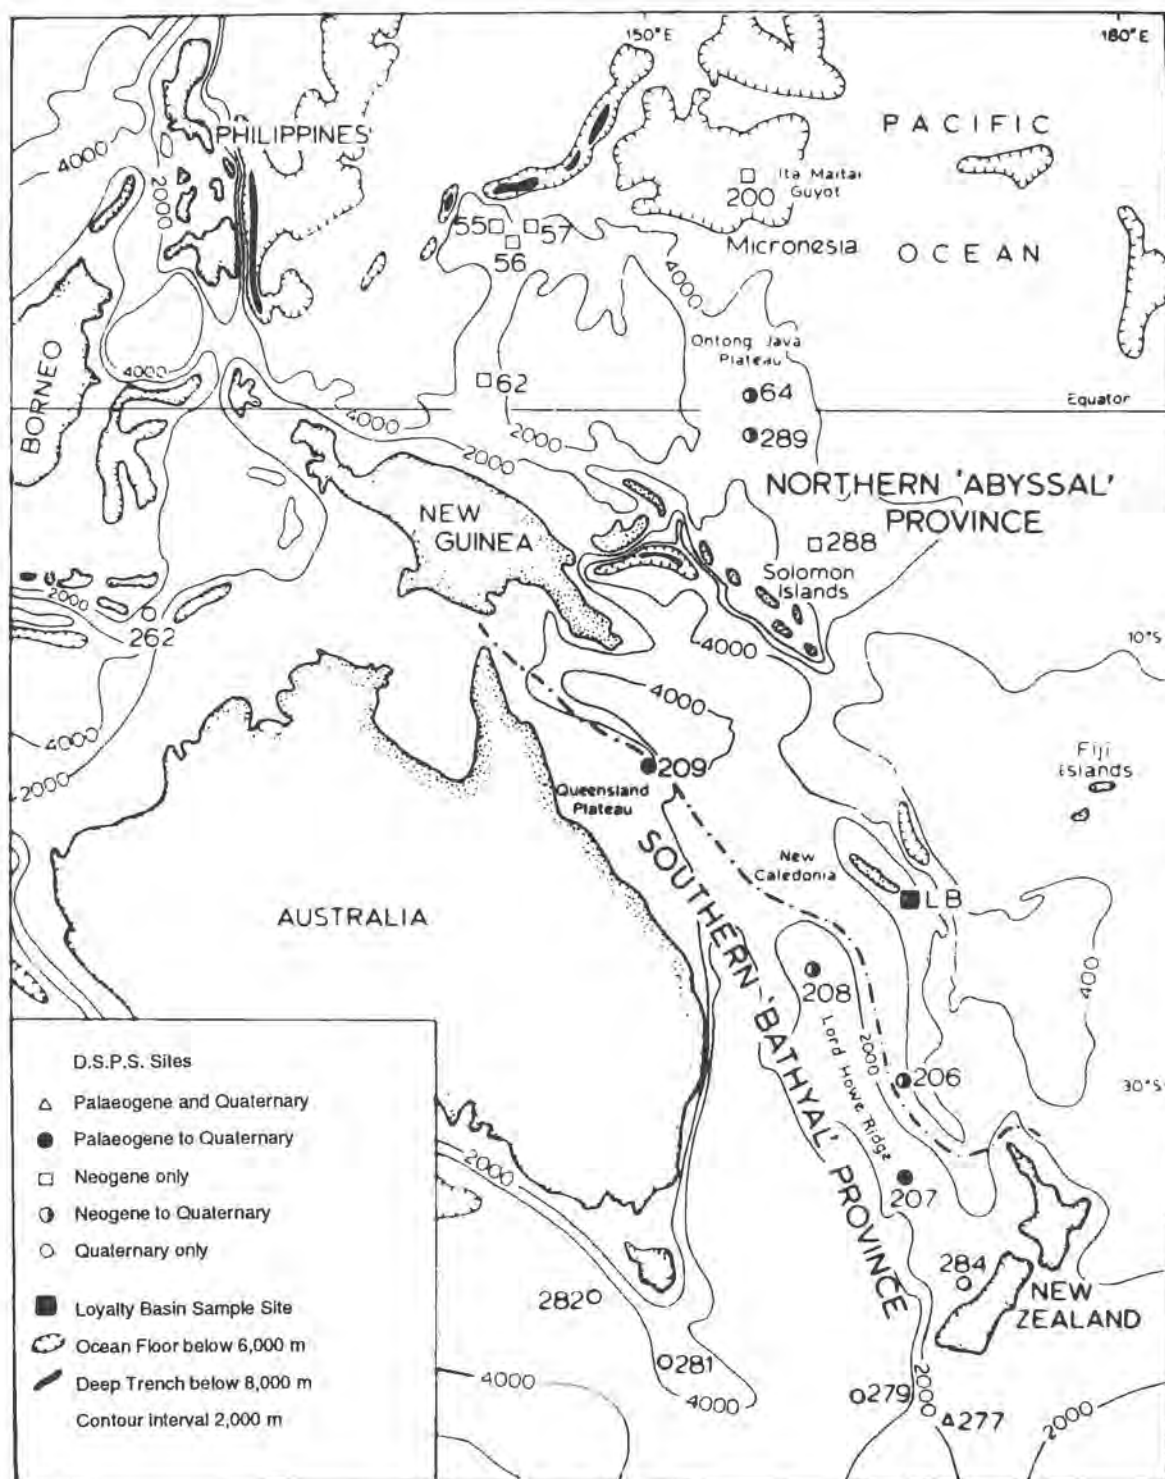 150°E
180°E
PHILIPPINES
4000
2000
PACIFIC
OCEAN
200
Ita Maitai
Guyot
55
57
56
Micronesia
4000
BORNEO
4000
62
Ontong Java
Plateau
64
Equator
4000
2000
2000
289
NORTHERN 'ABYSSAL'
PROVINCE
NEW
GUINEA
288
Solomon
Islands
2000
262
4000
10°S
4000
4000
2000
209
Queensland
Plateau
Fiji
Islands
New
Caledonia
LB
SOUTHERN 'BATHYAL' PROVINCE
AUSTRALIA
208
400
Lord Howe Ridge
2000
206
30°S
207
2000
284
NEW
ZEALAND
282
281
4000
4000
279
2000
277
2000
D.S.P.S. Sites
Palaeogene and Quaternary
Palaeogene to Quaternary
Neogene only
Neogene to Quaternary
Quaternary only
Loyalty Basin Sample Site
Ocean Floor below 6,000 m
Deep Trench below 8,000 m
Contour interval 2,000 m